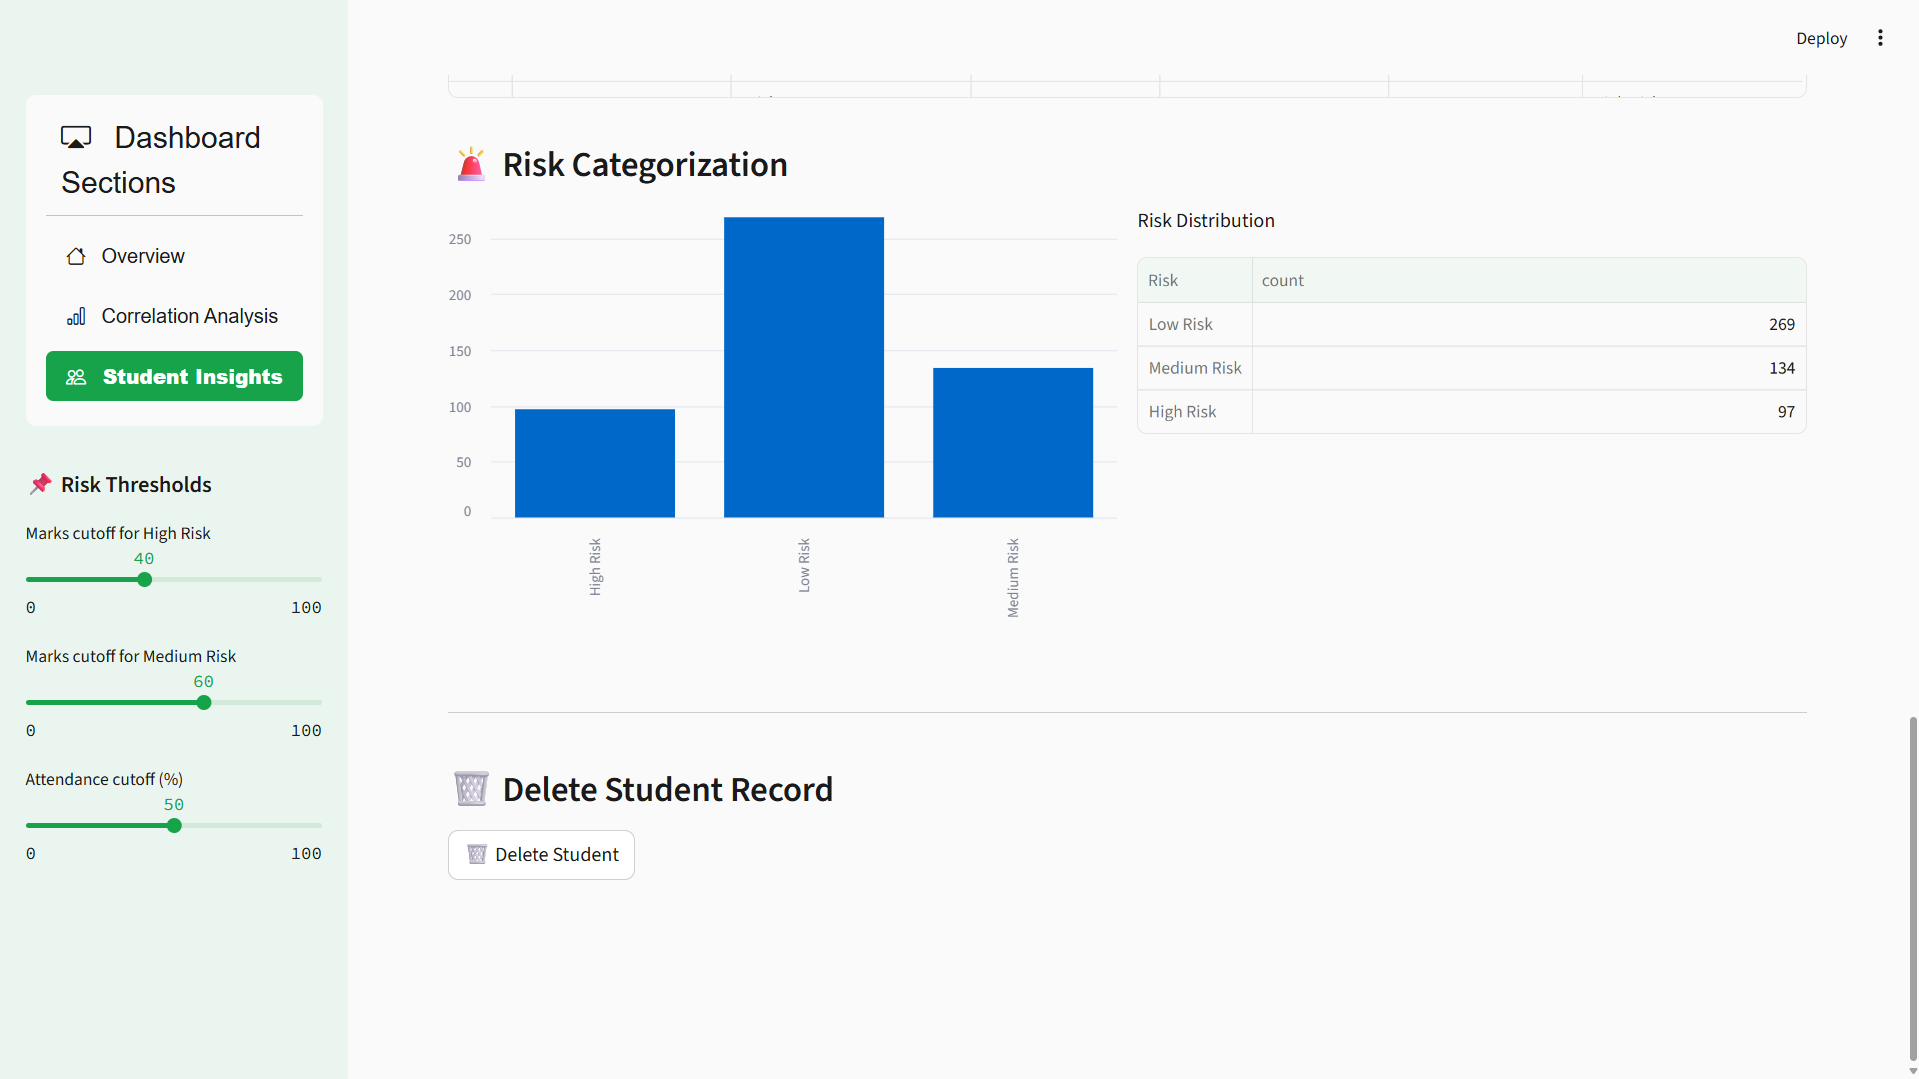 Deploy
Dashboard
Sections
Overview
Correlation Analysis
Student Insights
Risk Thresholds
Marks cutoff for High Risk
40
0 100
Marks cutoff for Medium Risk
60
0 100
Attendance cutoff (%)
50
0 100
Risk Categorization
250
200
150
100
50
0
High Risk
Low Risk
Medium Risk
Risk Distribution
Risk count
Low Risk 269
Medium Risk 134
High Risk 97
Delete Student Record
Delete Student